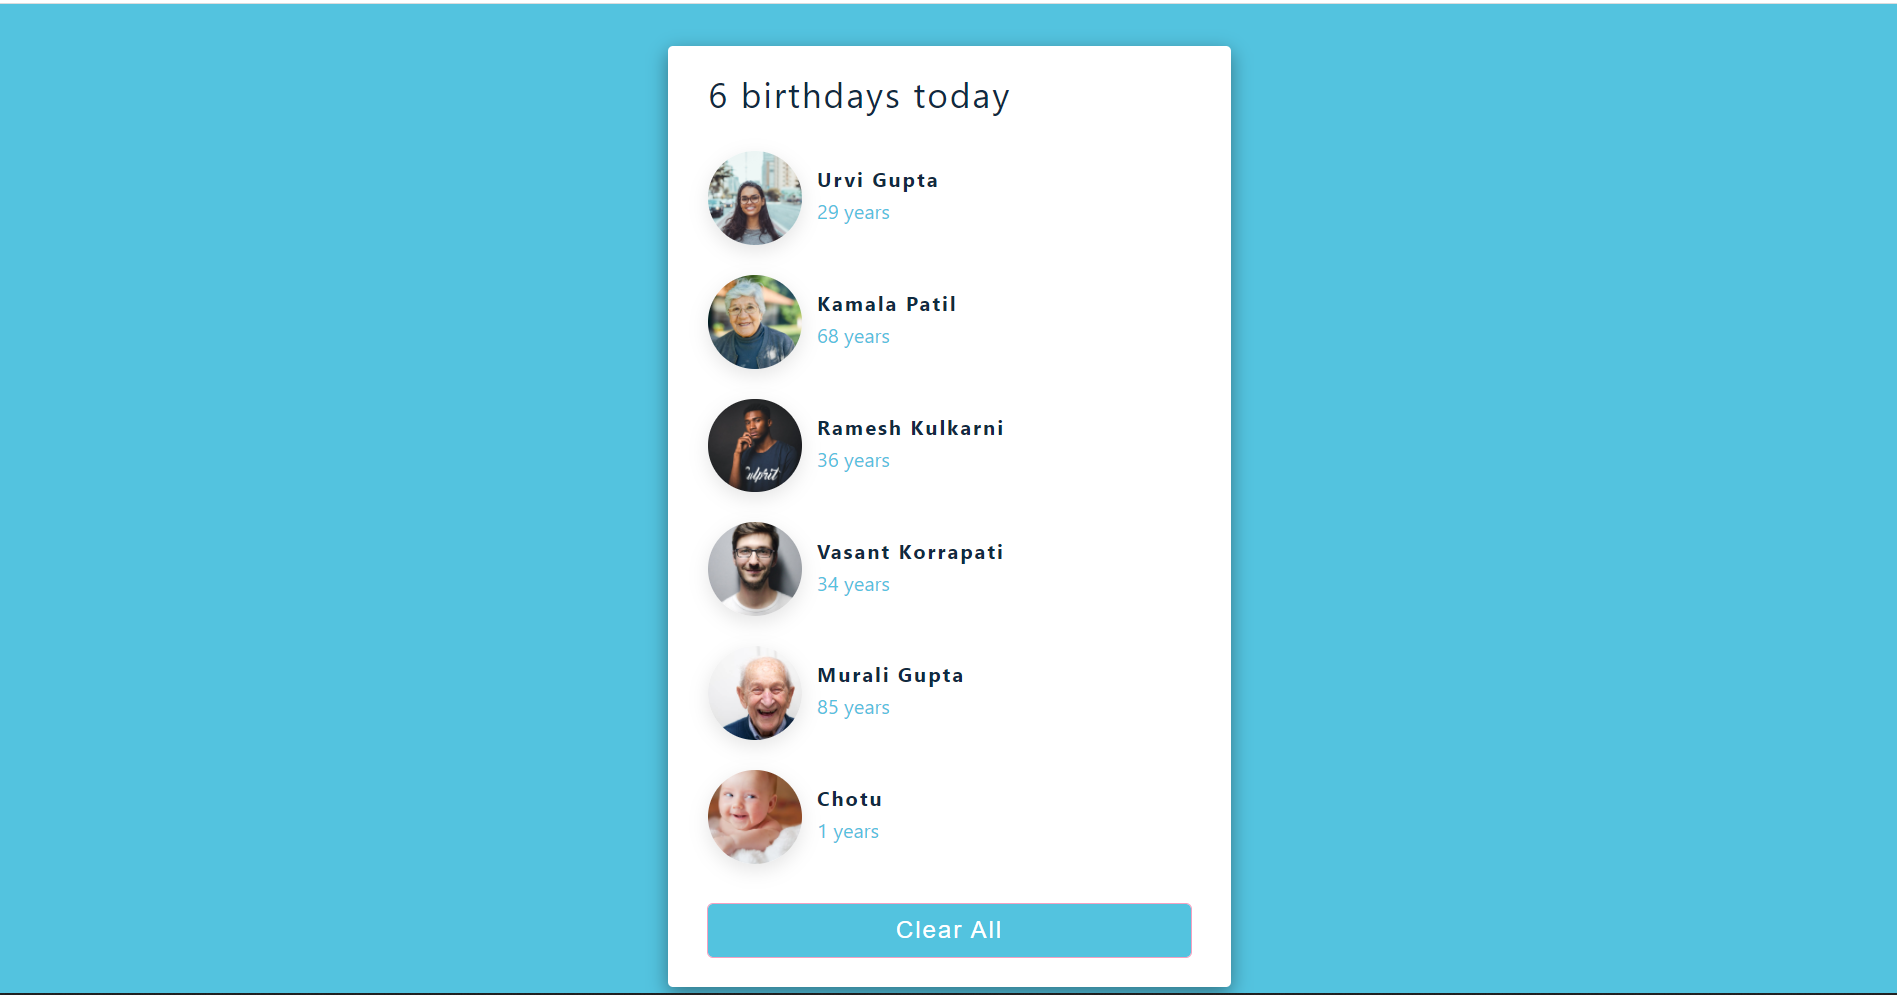 6 birthdays today
Urvi Gupta
29 years
Kamala Patil
68 years
Ramesh Kulkarni
36 years
Vasant Korrapati
34 years
Murali Gupta
85 years
Chotu
1 years
Clear All